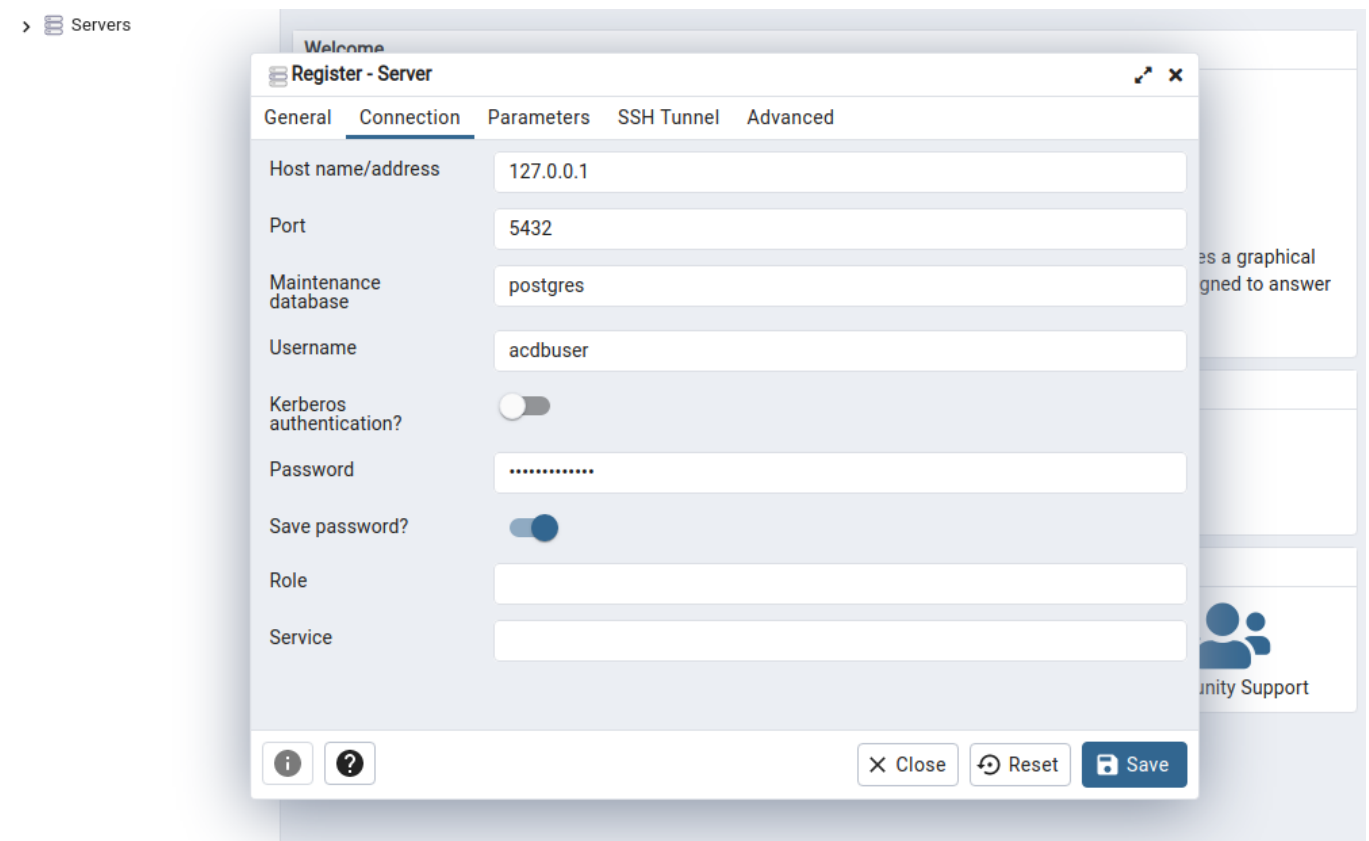 Servers
Welcome
Register - Server
General Connection Parameters SSH Tunnel Advanced
Host name/address 127.0.0.1
Port 5432
es a graphical
Maintenance
database
postgres
gned to answer
Username acdbuser
Kerberos
authentication?
Password •••••••••••••
Save password?
Role
Service
unity Support
Close Reset Save